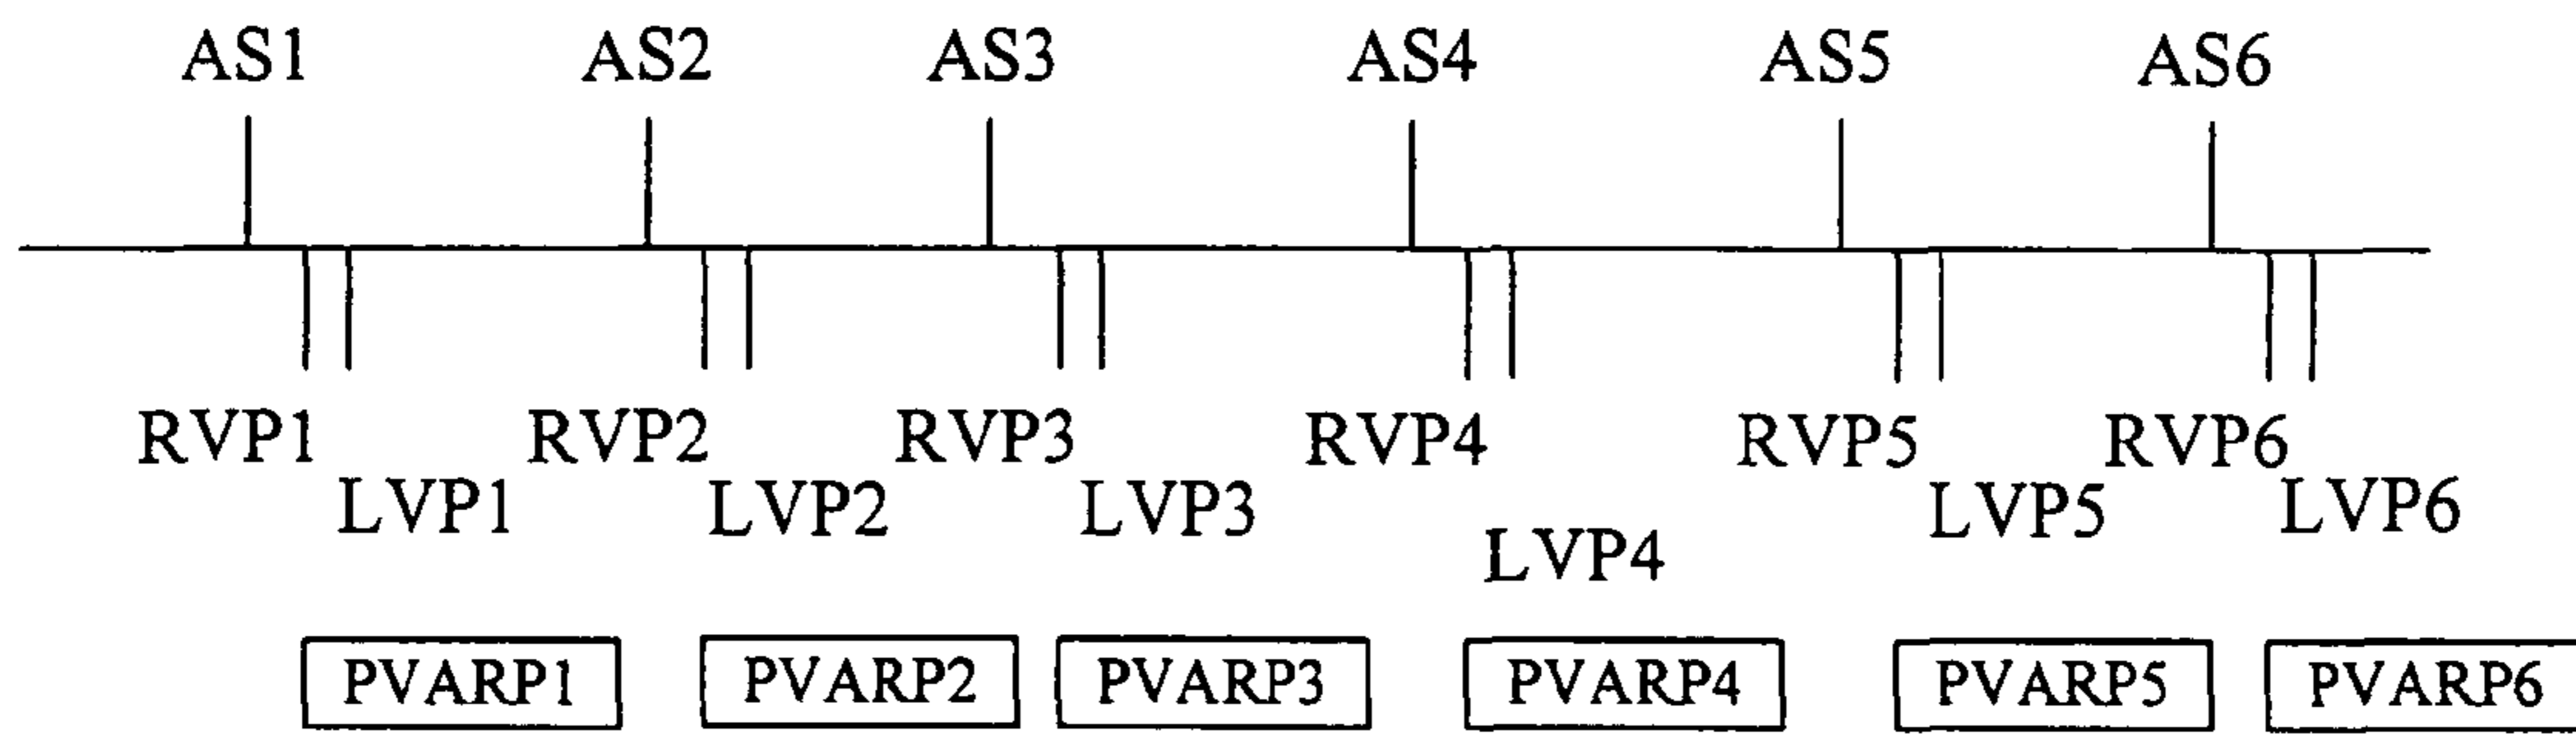 AS1 AS2 AS3 AS4 AS5 AS6
RVP1 RVP2 RVP3 RVP4 RVP5 RVP6
LVP1 LVP2 LVP3 LVP4 LVP5 LVP6
PVARP1 PVARP2 PVARP3 PVARP4 PVARP5 PVARP6